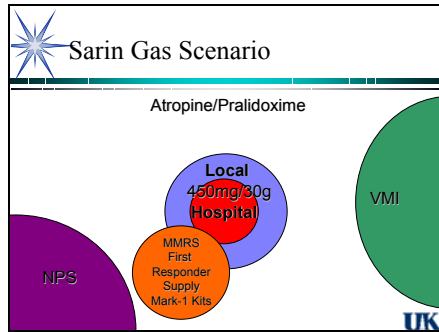 Sarin Gas Scenario
Atropine/Pralidoxime
Local
450mg/30g
Hospital
VMI
MMRS
First
Responder
Supply
Mark-1 Kits
NPS
UK